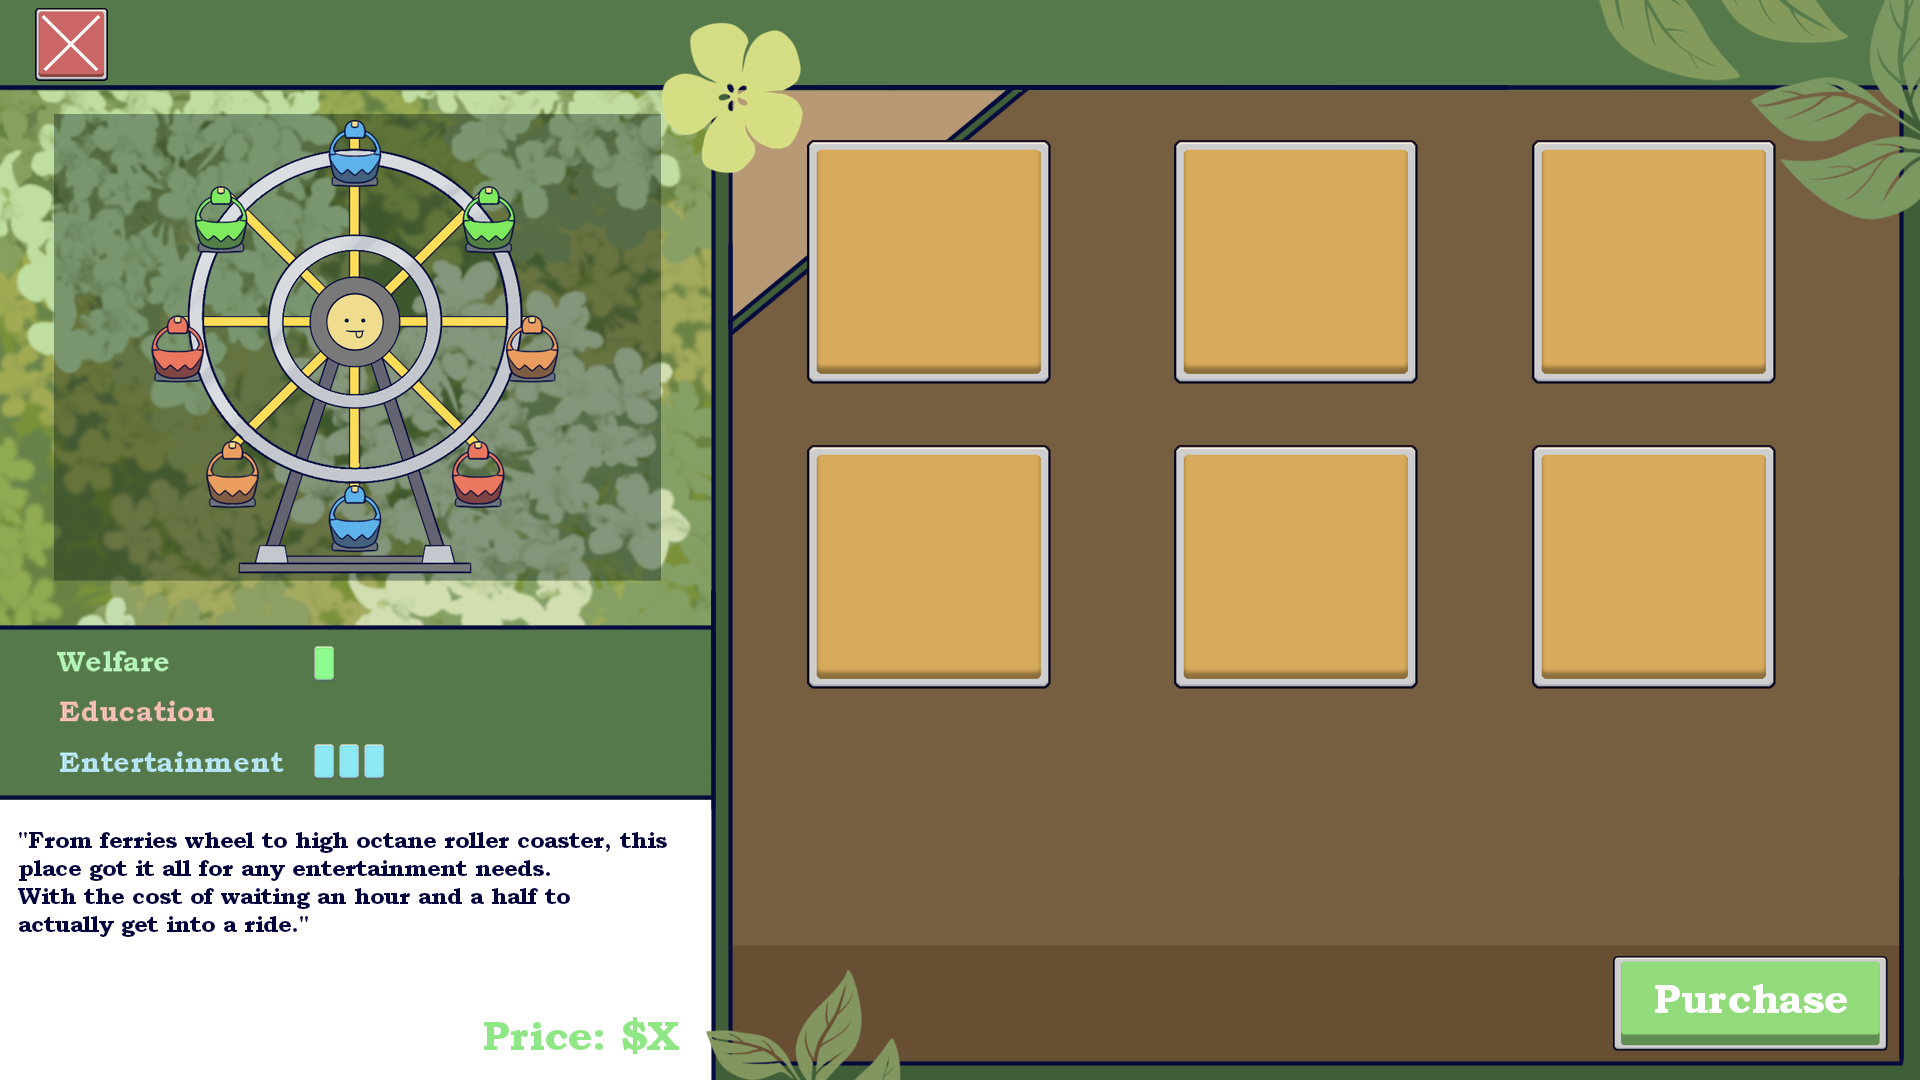 Welfare
Education
Entertainment
"From ferries wheel to high octane roller coaster, this
place got it all for any entertainment needs.
With the cost of waiting an hour and a half to
actually get into a ride."
Price: $X
Purchase